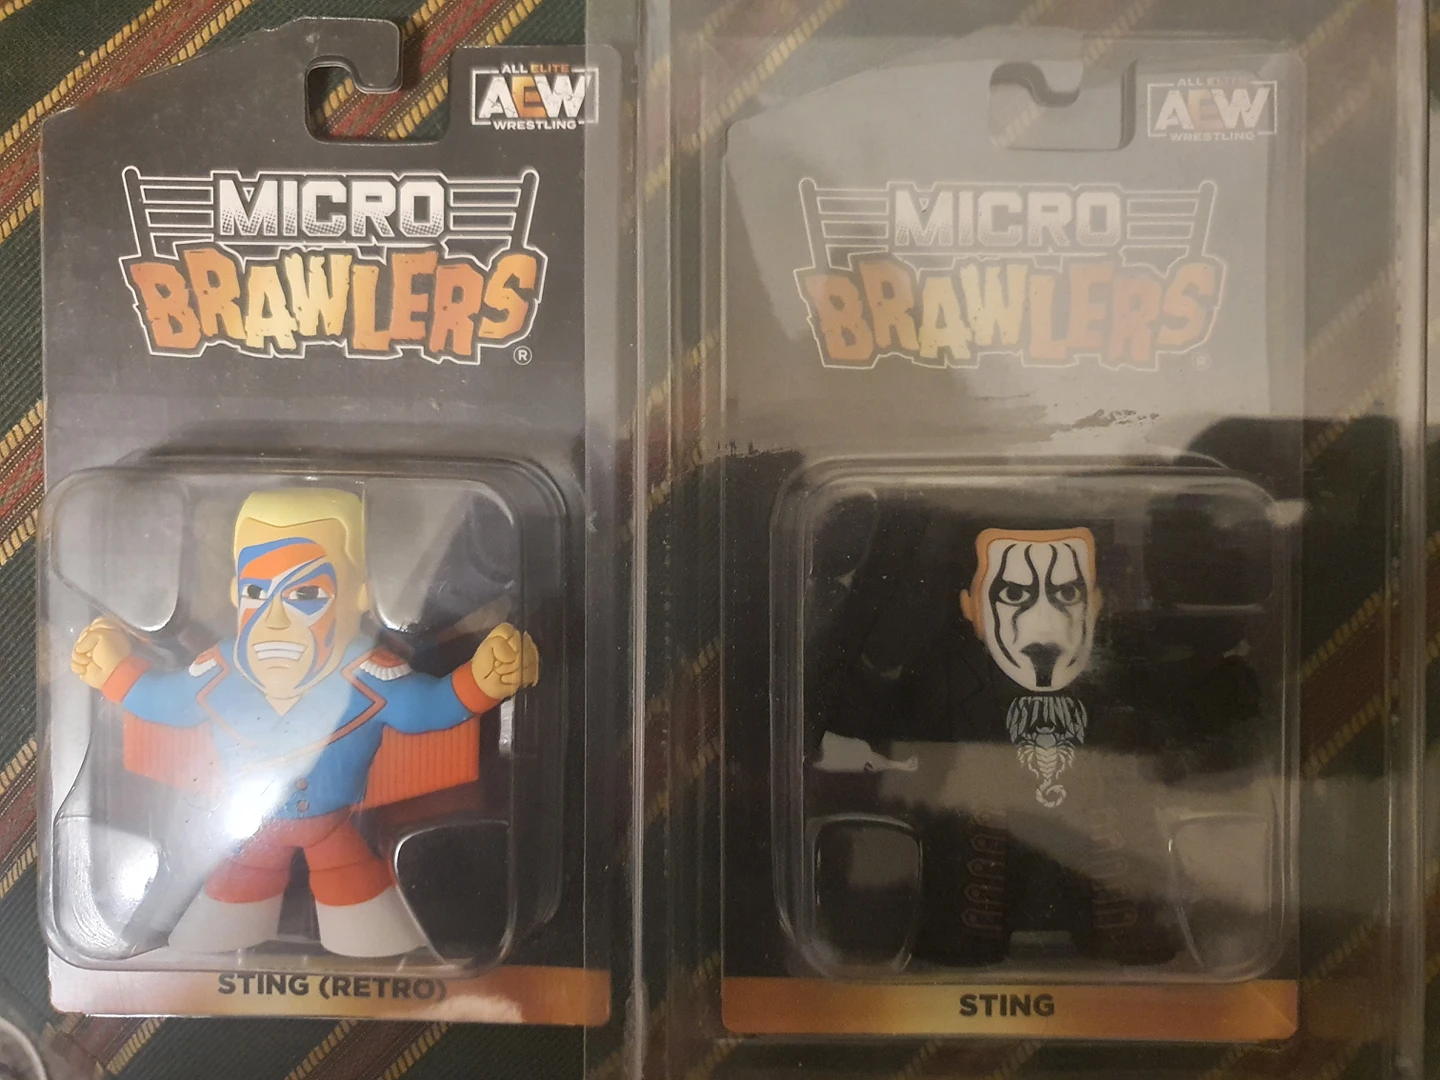 ALL ELITE
AEW
WRESTLING
MICRO
BRAWLERS
®
STING (RETRO)
ALL ELITE
AEW
WRESTLING
MICRO
BRAWLERS
®
STING
STING